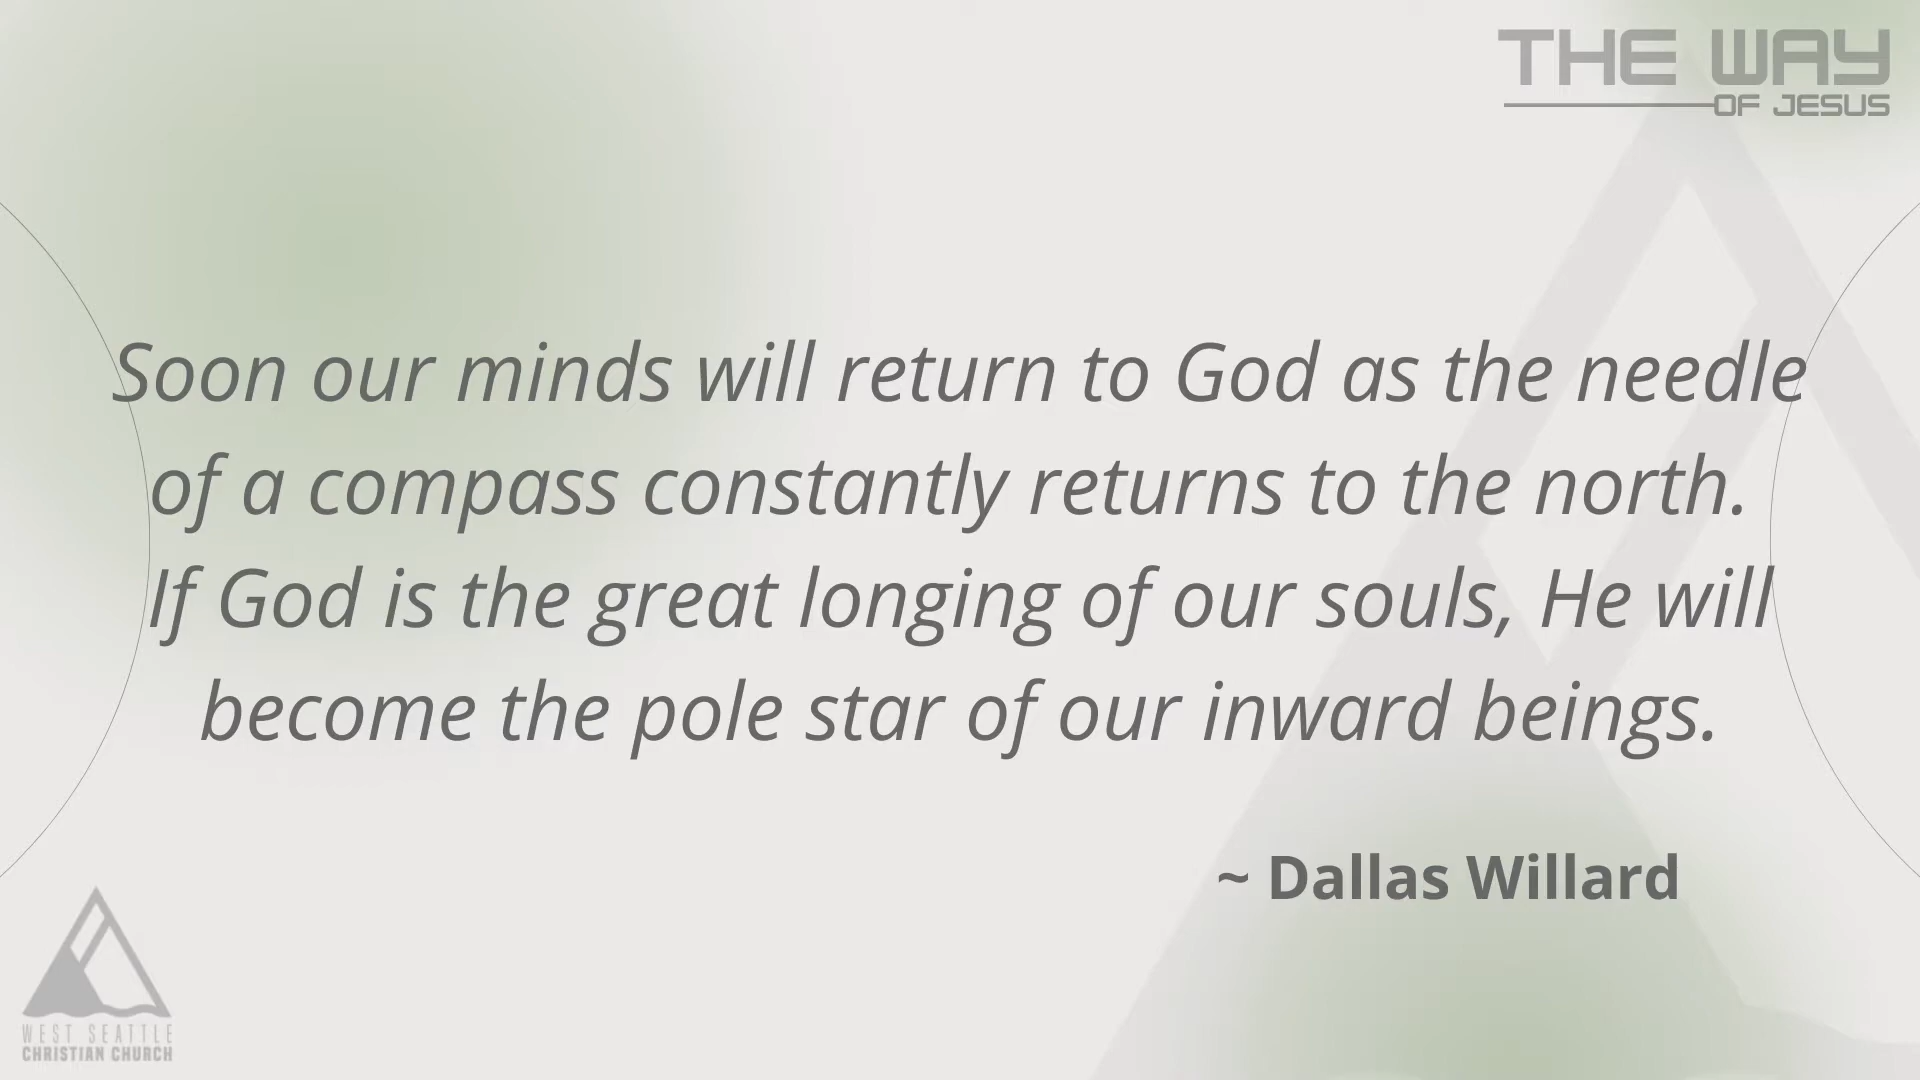 THE WAY
OF JESUS
Soon our minds will return to God as the needle
of a compass constantly returns to the north.
If God is the great longing of our souls, He will
become the pole star of our inward beings.
~ Dallas Willard
WEST SEATTLE
CHRISTIAN CHURCH